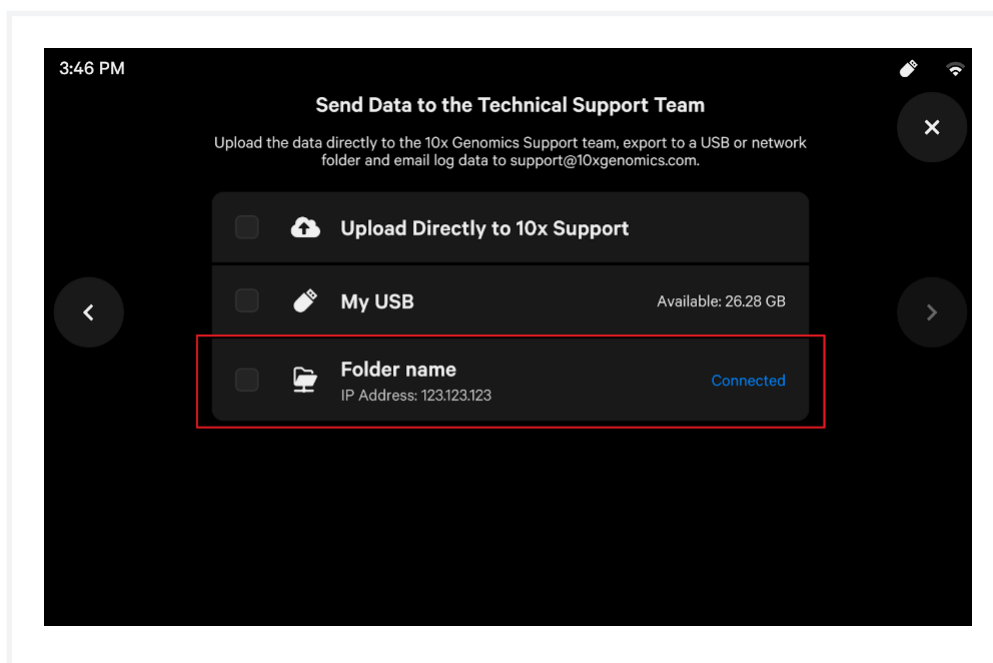 3:46 PM
Send Data to the Technical Support Team
Upload the data directly to the 10x Genomics Support team, export to a USB or network
folder and email log data to support@10xgenomics.com.
Upload Directly to 10x Support
My USB
Available: 26.28 GB
Folder name
IP Address: 123.123.123
Connected